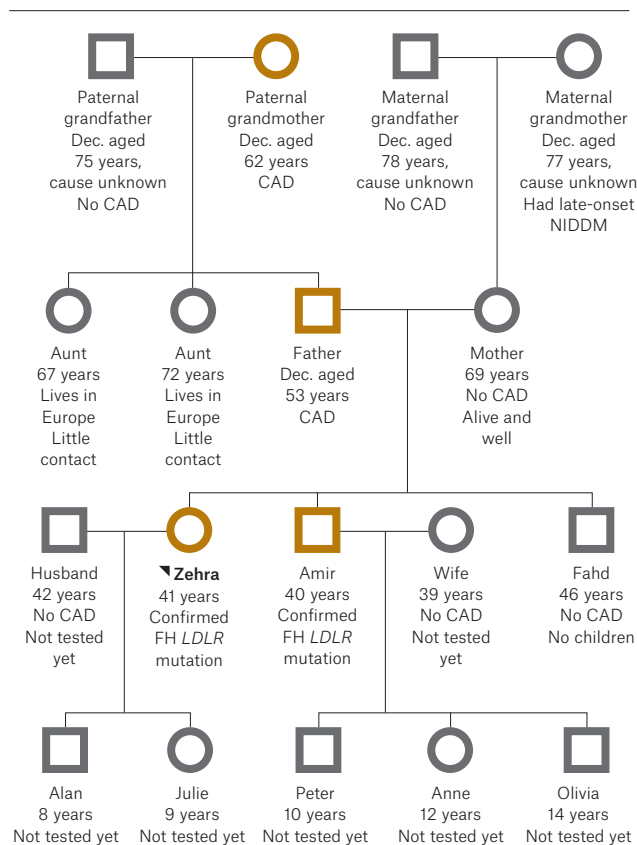 Paternal
grandfather
Dec. aged
75 years,
cause unknown
No CAD
Paternal
grandmother
Dec. aged
62 years
CAD
Maternal
grandfather
Dec. aged
78 years,
cause unknown
No CAD
Maternal
grandmother
Dec. aged
77 years,
cause unknown
Had late-onset
NIDDM
Aunt
67 years
Lives in
Europe
Little
contact
Aunt
72 years
Lives in
Europe
Little
contact
Father
Dec. aged
53 years
CAD
Mother
69 years
No CAD
Alive and
well
Husband
42 years
No CAD
Not tested
yet
Zehra
41 years
Confirmed
FH LDLR
mutation
Amir
40 years
Confirmed
FH LDLR
mutation
Wife
39 years
No CAD
Not tested
yet
Fahd
46 years
No CAD
No children
Alan
8 years
Not tested yet
Julie
9 years
Not tested yet
Peter
10 years
Not tested yet
Anne
12 years
Not tested yet
Olivia
14 years
Not tested yet